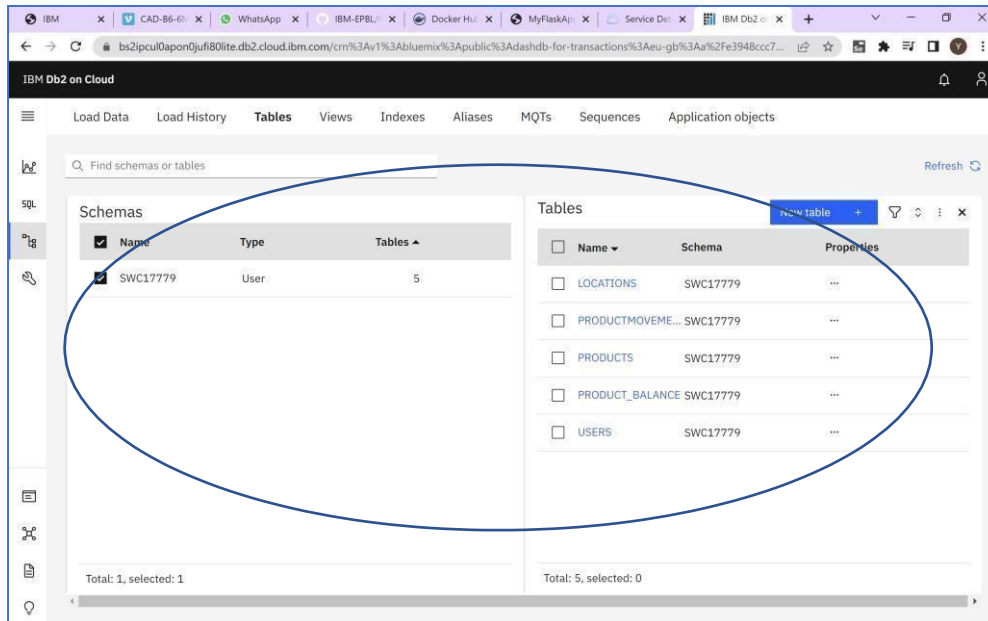 IBM
CAD-B6-6N
WhatsApp
IBM-EPBL/
Docker Hu
MyFlaskAp
Service Det
IBM Db2 o
bs2ipcul0apon0jufi80lite.db2.cloud.ibm.com/crn%3Av1%3Abluemix%3Apublic%3Adashdb-for-transactions%3Aeu-gb%3Aa%2Fe3948ccc7...
IBM Db2 on Cloud
Load Data Load History Tables Views Indexes Aliases MQTs Sequences Application objects
Find schemas or tables
Refresh
SQL
Schemas
Name Type Tables
SWC17779 User 5
Total: 1, selected: 1
Tables
New table +
Name Schema Properties
LOCATIONS SWC17779 ...
PRODUCTMOVEME... SWC17779 ...
PRODUCTS SWC17779 ...
PRODUCT_BALANCE SWC17779 ...
USERS SWC17779 ...
Total: 5, selected: 0